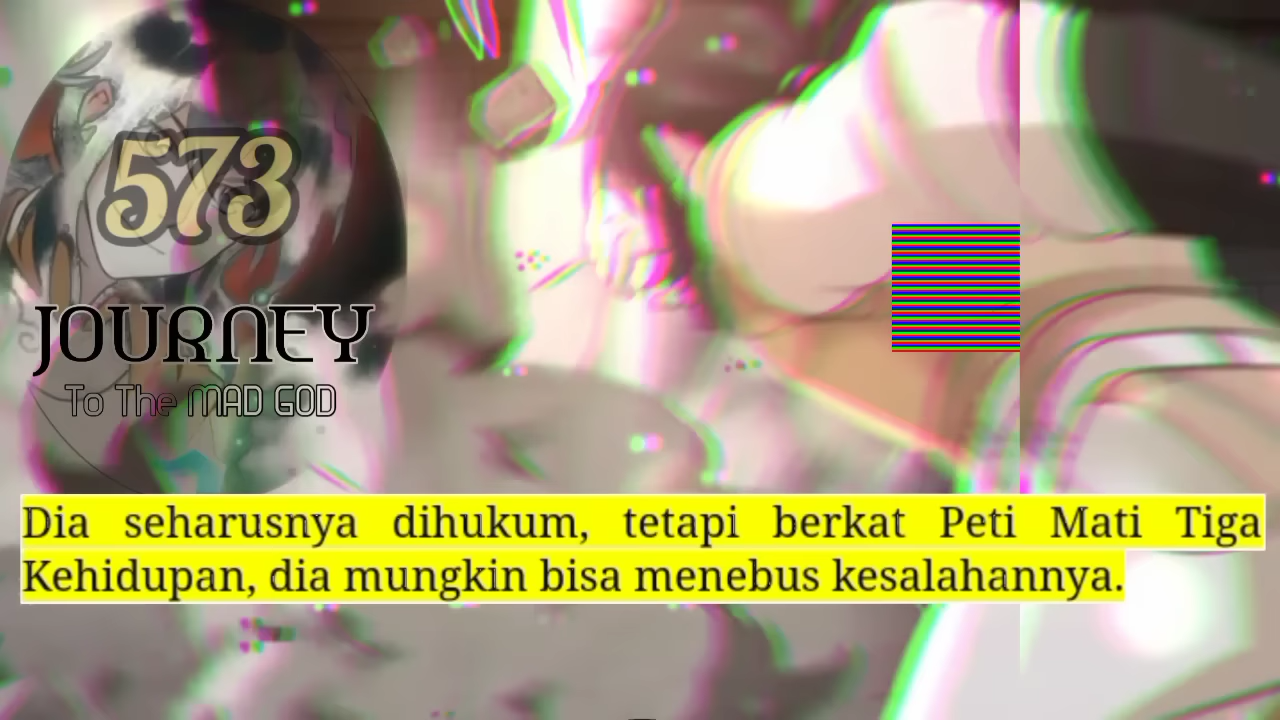 573
JOURNEY
To The MAD GOD
Dia seharusnya dihukum, tetapi berkat Peti Mati Tiga
Kehidupan, dia mungkin bisa menebus kesalahannya.